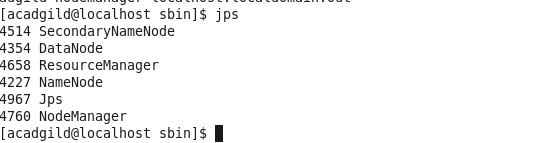 [acadgild@localhost sbin]$ jps
4514 SecondaryNameNode
4354 DataNode
4658 ResourceManager
4227 NameNode
4967 Jps
4760 NodeManager
[acadgild@localhost sbin]$